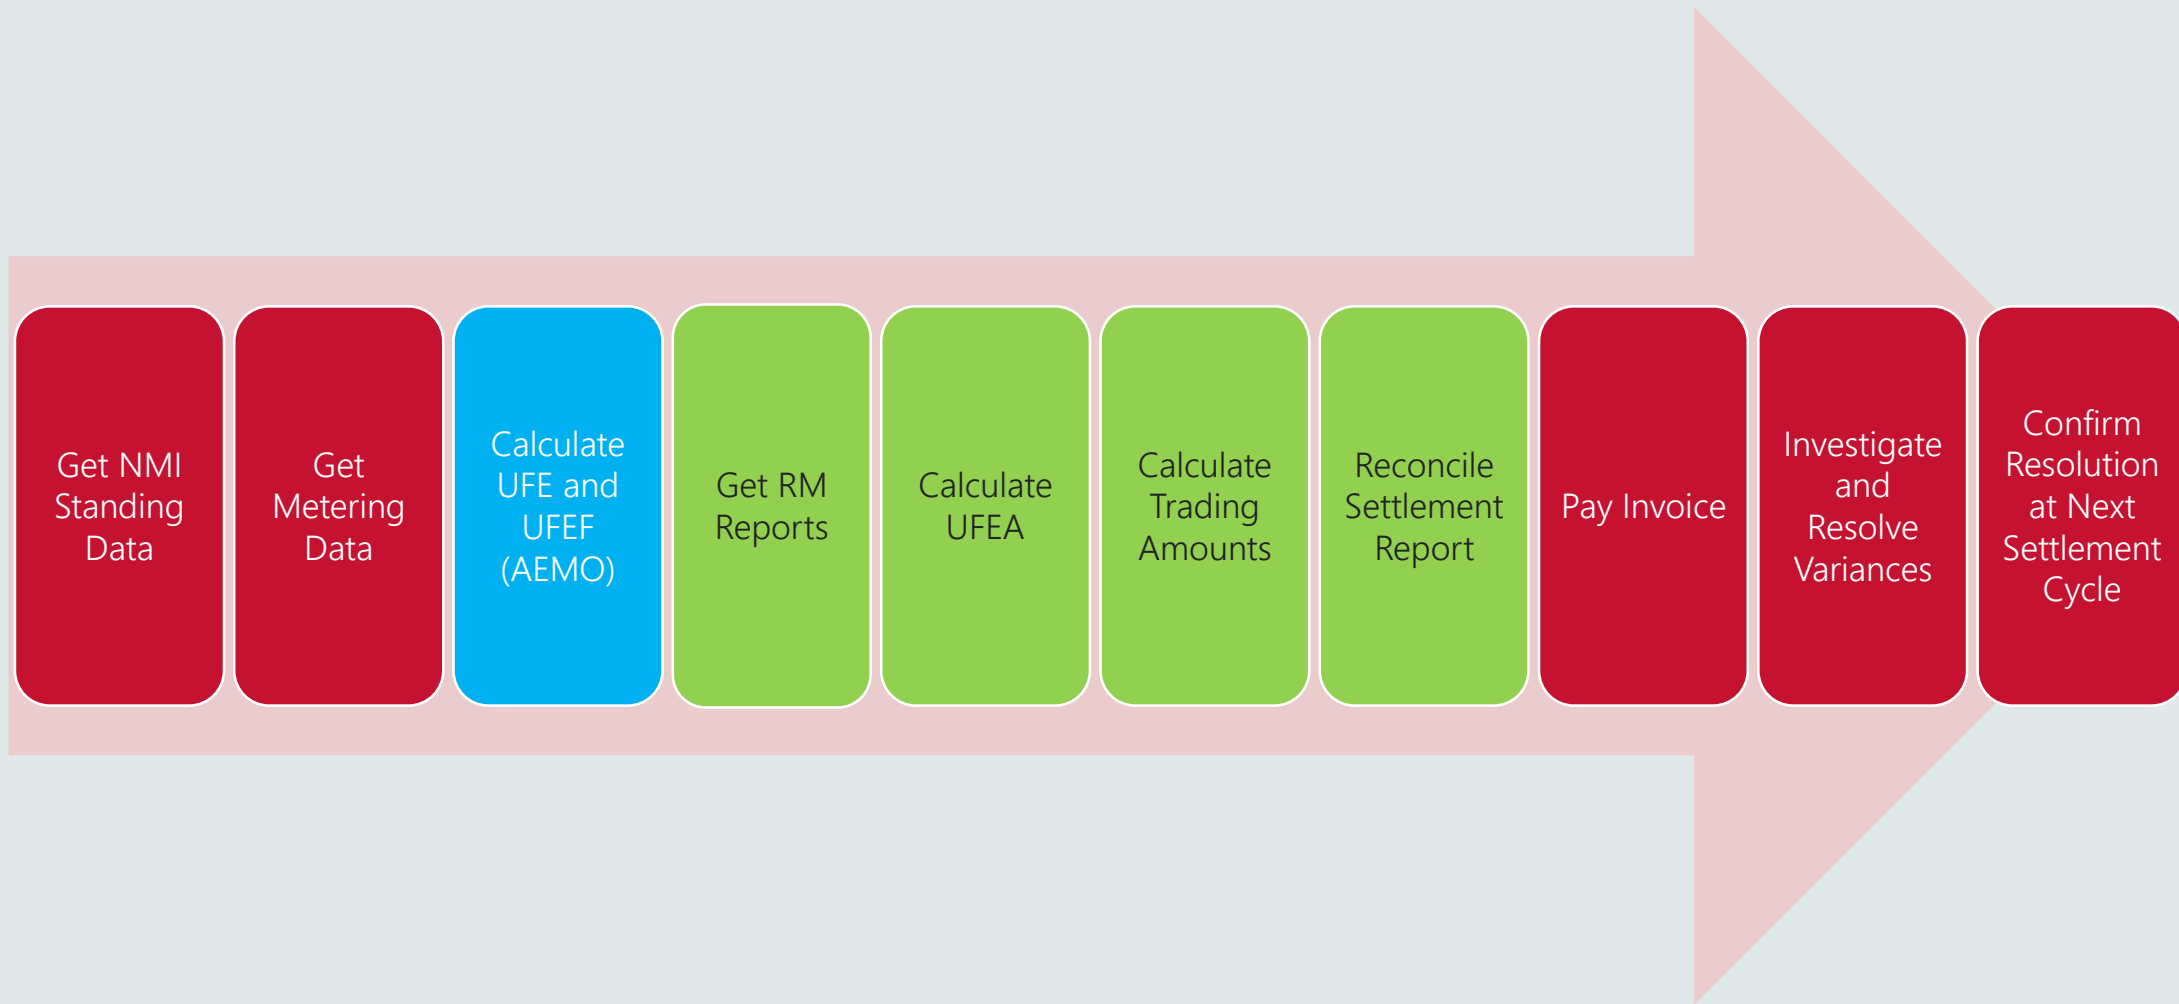 Get NMI
Standing
Data
Get
Metering
Data
Calculate
UFE and
UFEF
(AEMO)
Get RM
Reports
Calculate
UFEA
Calculate
Trading
Amounts
Reconcile
Settlement
Report
Pay Invoice
Investigate
and
Resolve
Variances
Confirm
Resolution
at Next
Settlement
Cycle